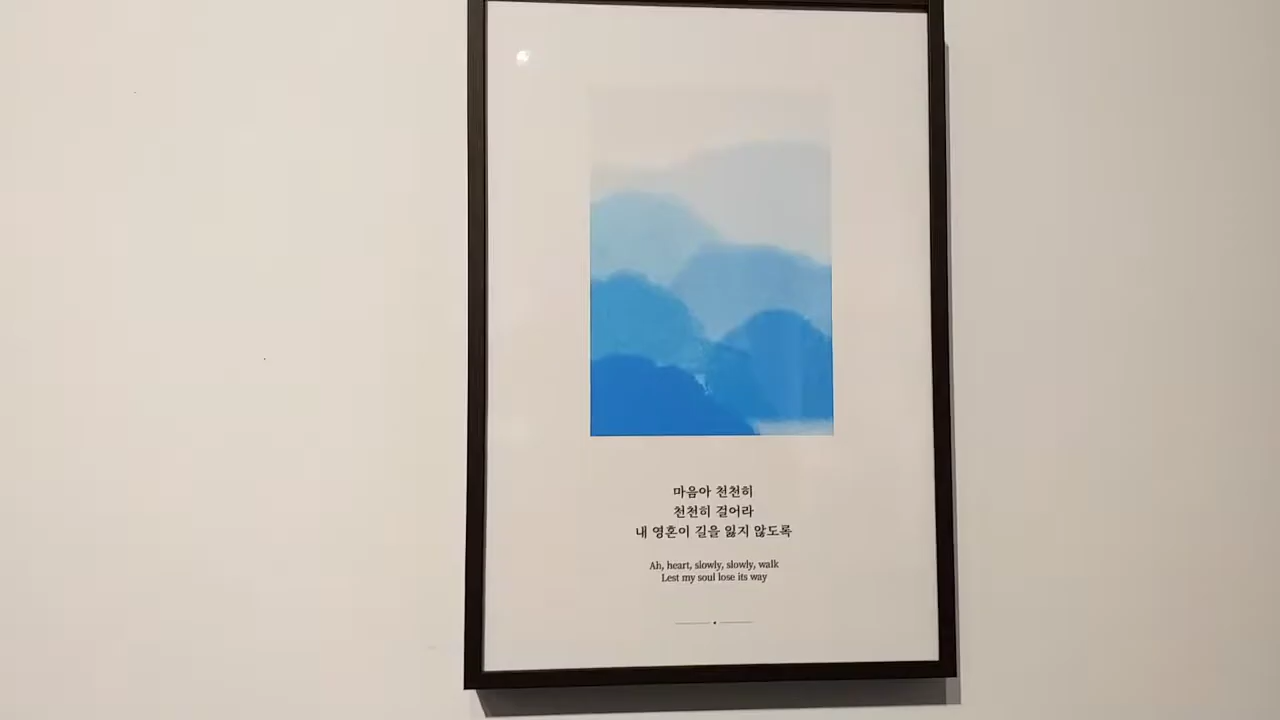 마음아 천천히
천천히 걸어라
내 영혼이 길을 잃지 않도록
Ah, heart, slowly, slowly, walk
Lest my soul lose its way